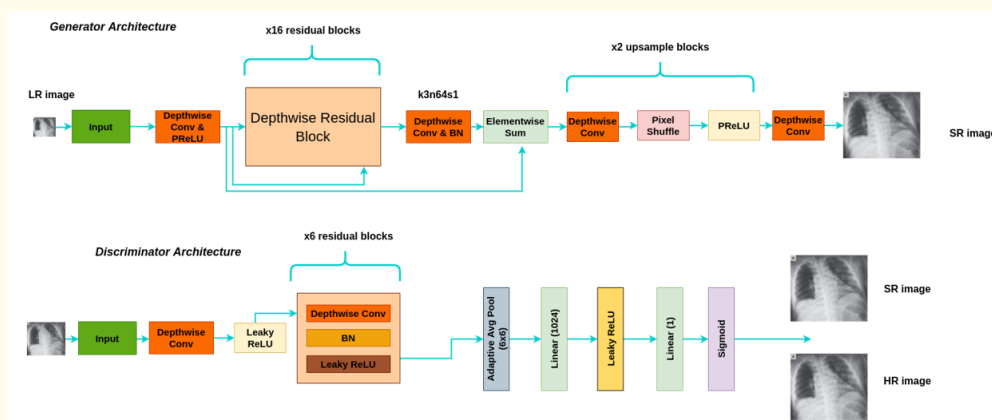 Generator Architecture
x16 residual blocks
x2 upsample blocks
LR image
k3n64s1
Input
Depthwise
Conv &
PReLU
Depthwise Residual
Block
Depthwise
Conv & BN
Elementwise
Sum
Depthwise
Conv
Pixel
Shuffle
PReLU
Depthwise
Conv
SR image
Discriminator Architecture
x6 residual blocks
Input
Depthwise
Conv
Leaky
ReLU
Depthwise Conv
BN
Leaky ReLU
Adaptive Avg Pool
(6x6)
Linear (1024)
Leaky ReLU
Linear (1)
Sigmoid
SR image
HR image